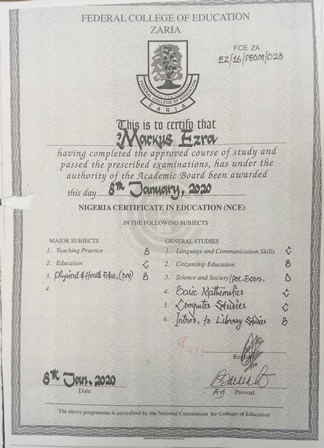 FEDERAL COLLEGE OF EDUCATION
ZARIA
FCE ZA
EZ/16/PEDM/023
ZARIA
This is to certify that
Markus Ezra
having completed the approved course of study and
passed the prescribed examinations, has under the
authority of the Academic Board been awarded
this day 8th January, 2020
NIGERIA CERTIFICATE IN EDUCATION (NCE)
IN THE FOLLOWING SUBJECTS
MAJOR SUBJECTS
1. Teaching Practice B
2. Education C
3. Physical & Health Educ. (DM) B
4.
GENERAL STUDIES
1. Language and Communication Skills C
2. Citizenship Education B
3. Science and Society/Pol. Econ. D
4. Basic Mathematics C
5. Computer Studies C
6. Introd. to Library Studies B
8th Jan. 2020
Date
Provost
The above programme is accredited by the National Commission for Colleges of Education